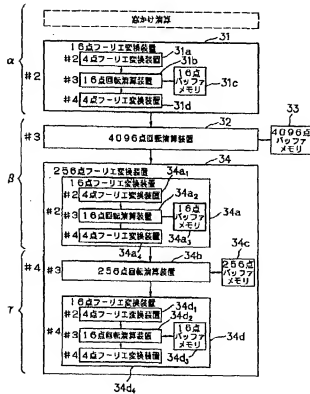 窓かけ演算
31
16点フーリエ変換装置
31a
#2 4点フーリエ変換装置
31b
α #2 #3 16点回転演算装置
16点バッファメモリ
31c
#4 4点フーリエ変換装置
31d
32
33
#3 4096点回転演算装置
4096点バッファメモリ
34
256点フーリエ変換装置
16点フーリエ変換装置
34a1
#2 4点フーリエ変換装置
34a2
β #2 #3 16点回転演算装置
16点バッファメモリ
34a
#4 4点フーリエ変換装置
34a3
34a4
34b
34c
#4 #3 256点回転演算装置
256点バッファメモリ
16点フーリエ変換装置
34d1
#2 4点フーリエ変換装置
34d2
γ #4 #3 16点回転演算装置
16点バッファメモリ
34d
#4 4点フーリエ変換装置
34d3
34d4